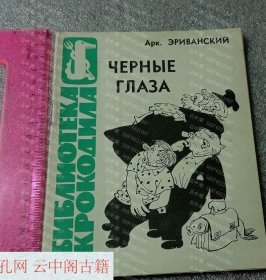 Арк. ЭРИВАНСКИЙ
ЧЕРНЫЕ
ГЛАЗА
БИБЛИОТЕКА
КРОКОДИЛА
孔网 云中阁古籍